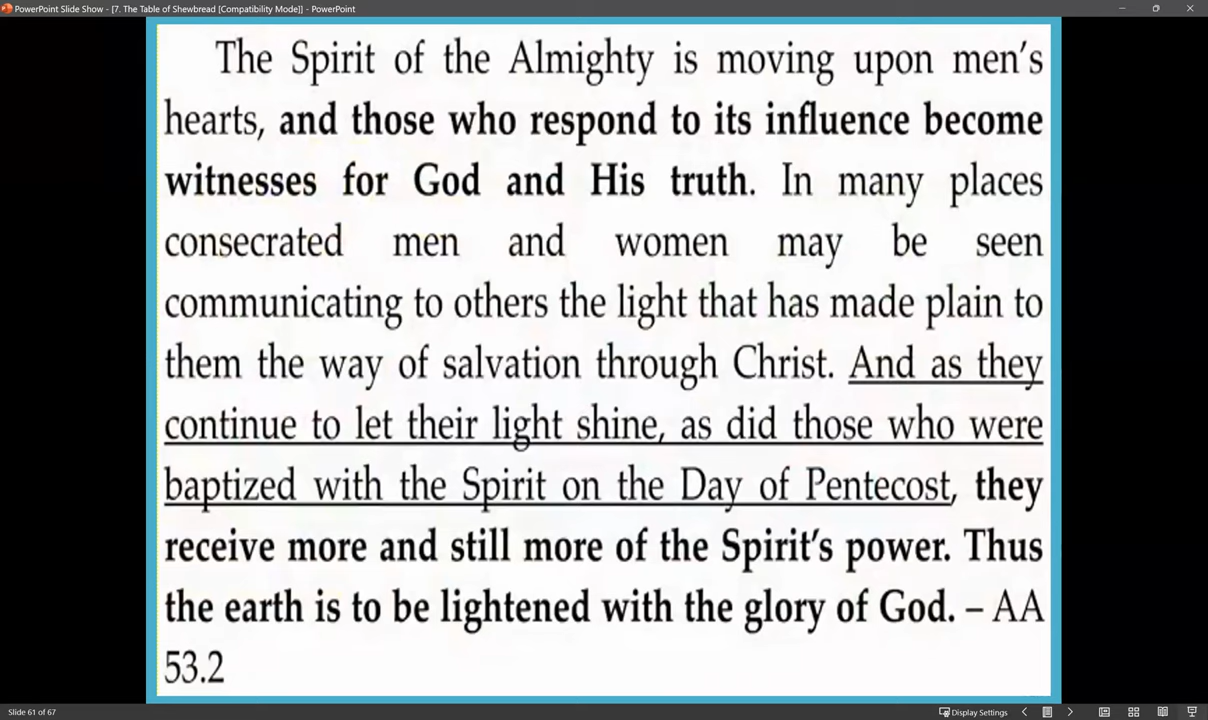 PowerPoint Slide Show - [7. The Table of Shewbread [Compatibility Mode]] - PowerPoint
The Spirit of the Almighty is moving upon men’s
hearts, and those who respond to its influence become
witnesses for God and His truth. In many places
consecrated men and women may be seen
communicating to others the light that has made plain to
them the way of salvation through Christ. And as they
continue to let their light shine, as did those who were
baptized with the Spirit on the Day of Pentecost, they
receive more and still more of the Spirit’s power. Thus
the earth is to be lightened with the glory of God. – AA
53.2
Slide 61 of 67
Display Settings